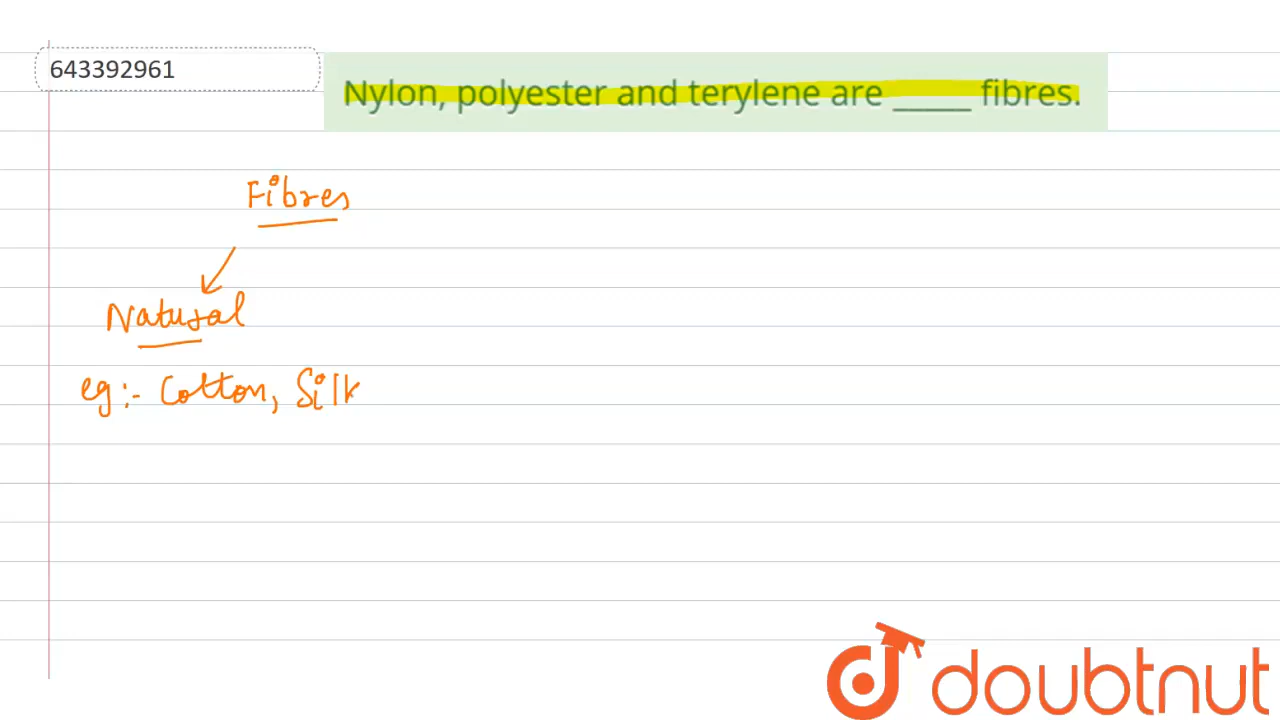 643392961
Nylon, polyester and terylene are _____ fibres.
Fibres
Natural
eg :- Cotton, Silk
doubtnut